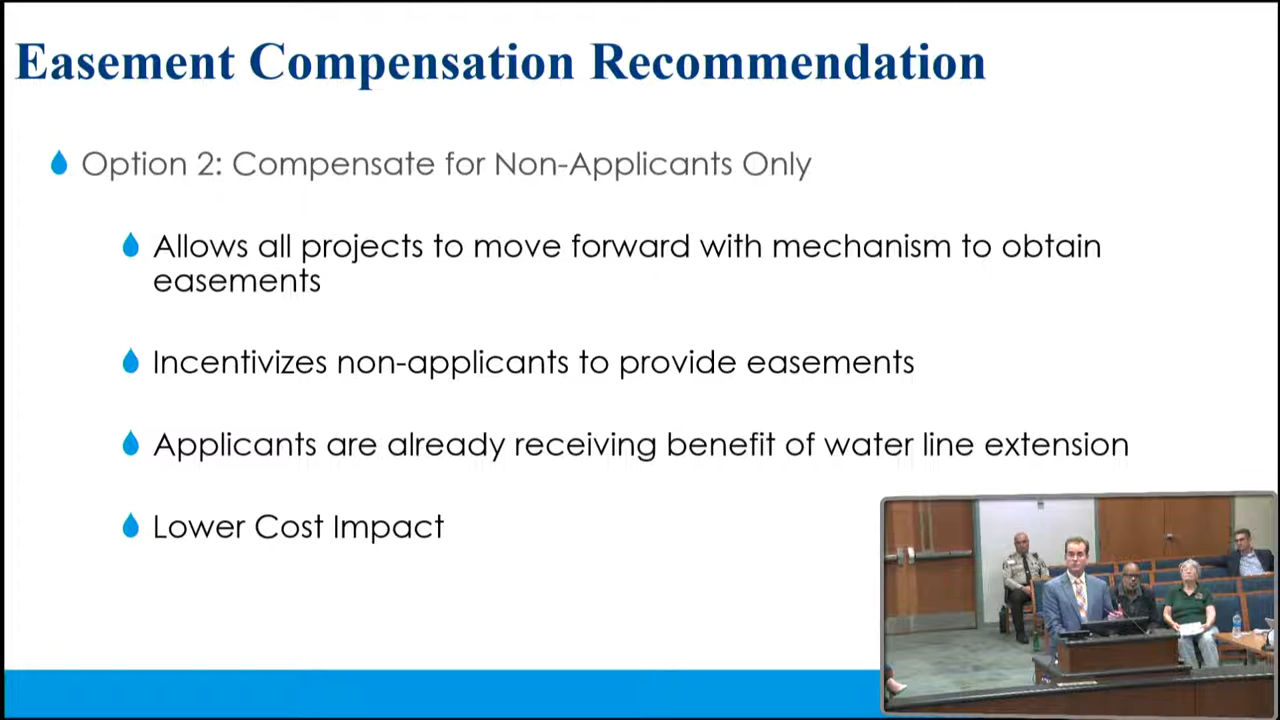 Easement Compensation Recommendation
Option 2: Compensate for Non-Applicants Only
Allows all projects to move forward with mechanism to obtain
easements
Incentivizes non-applicants to provide easements
Applicants are already receiving benefit of water line extension
Lower Cost Impact